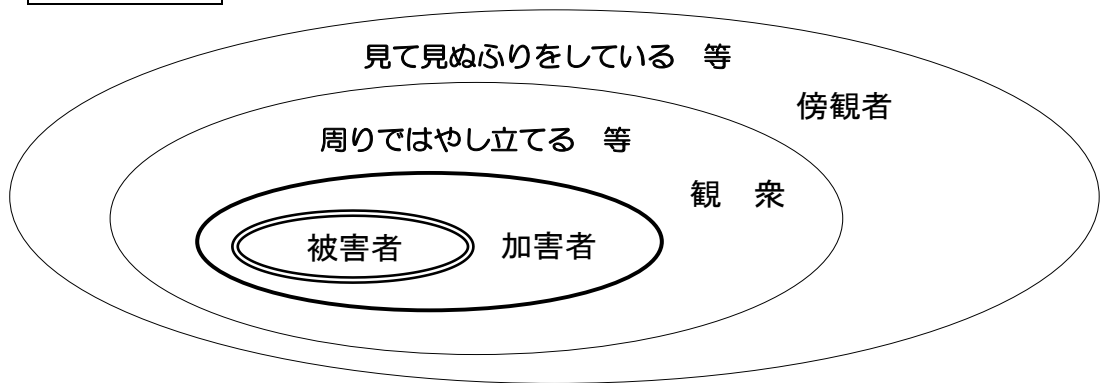 見て見ぬふりをしている　等
傍観者
周りではやし立てる　等
観　衆
被害者　加害者